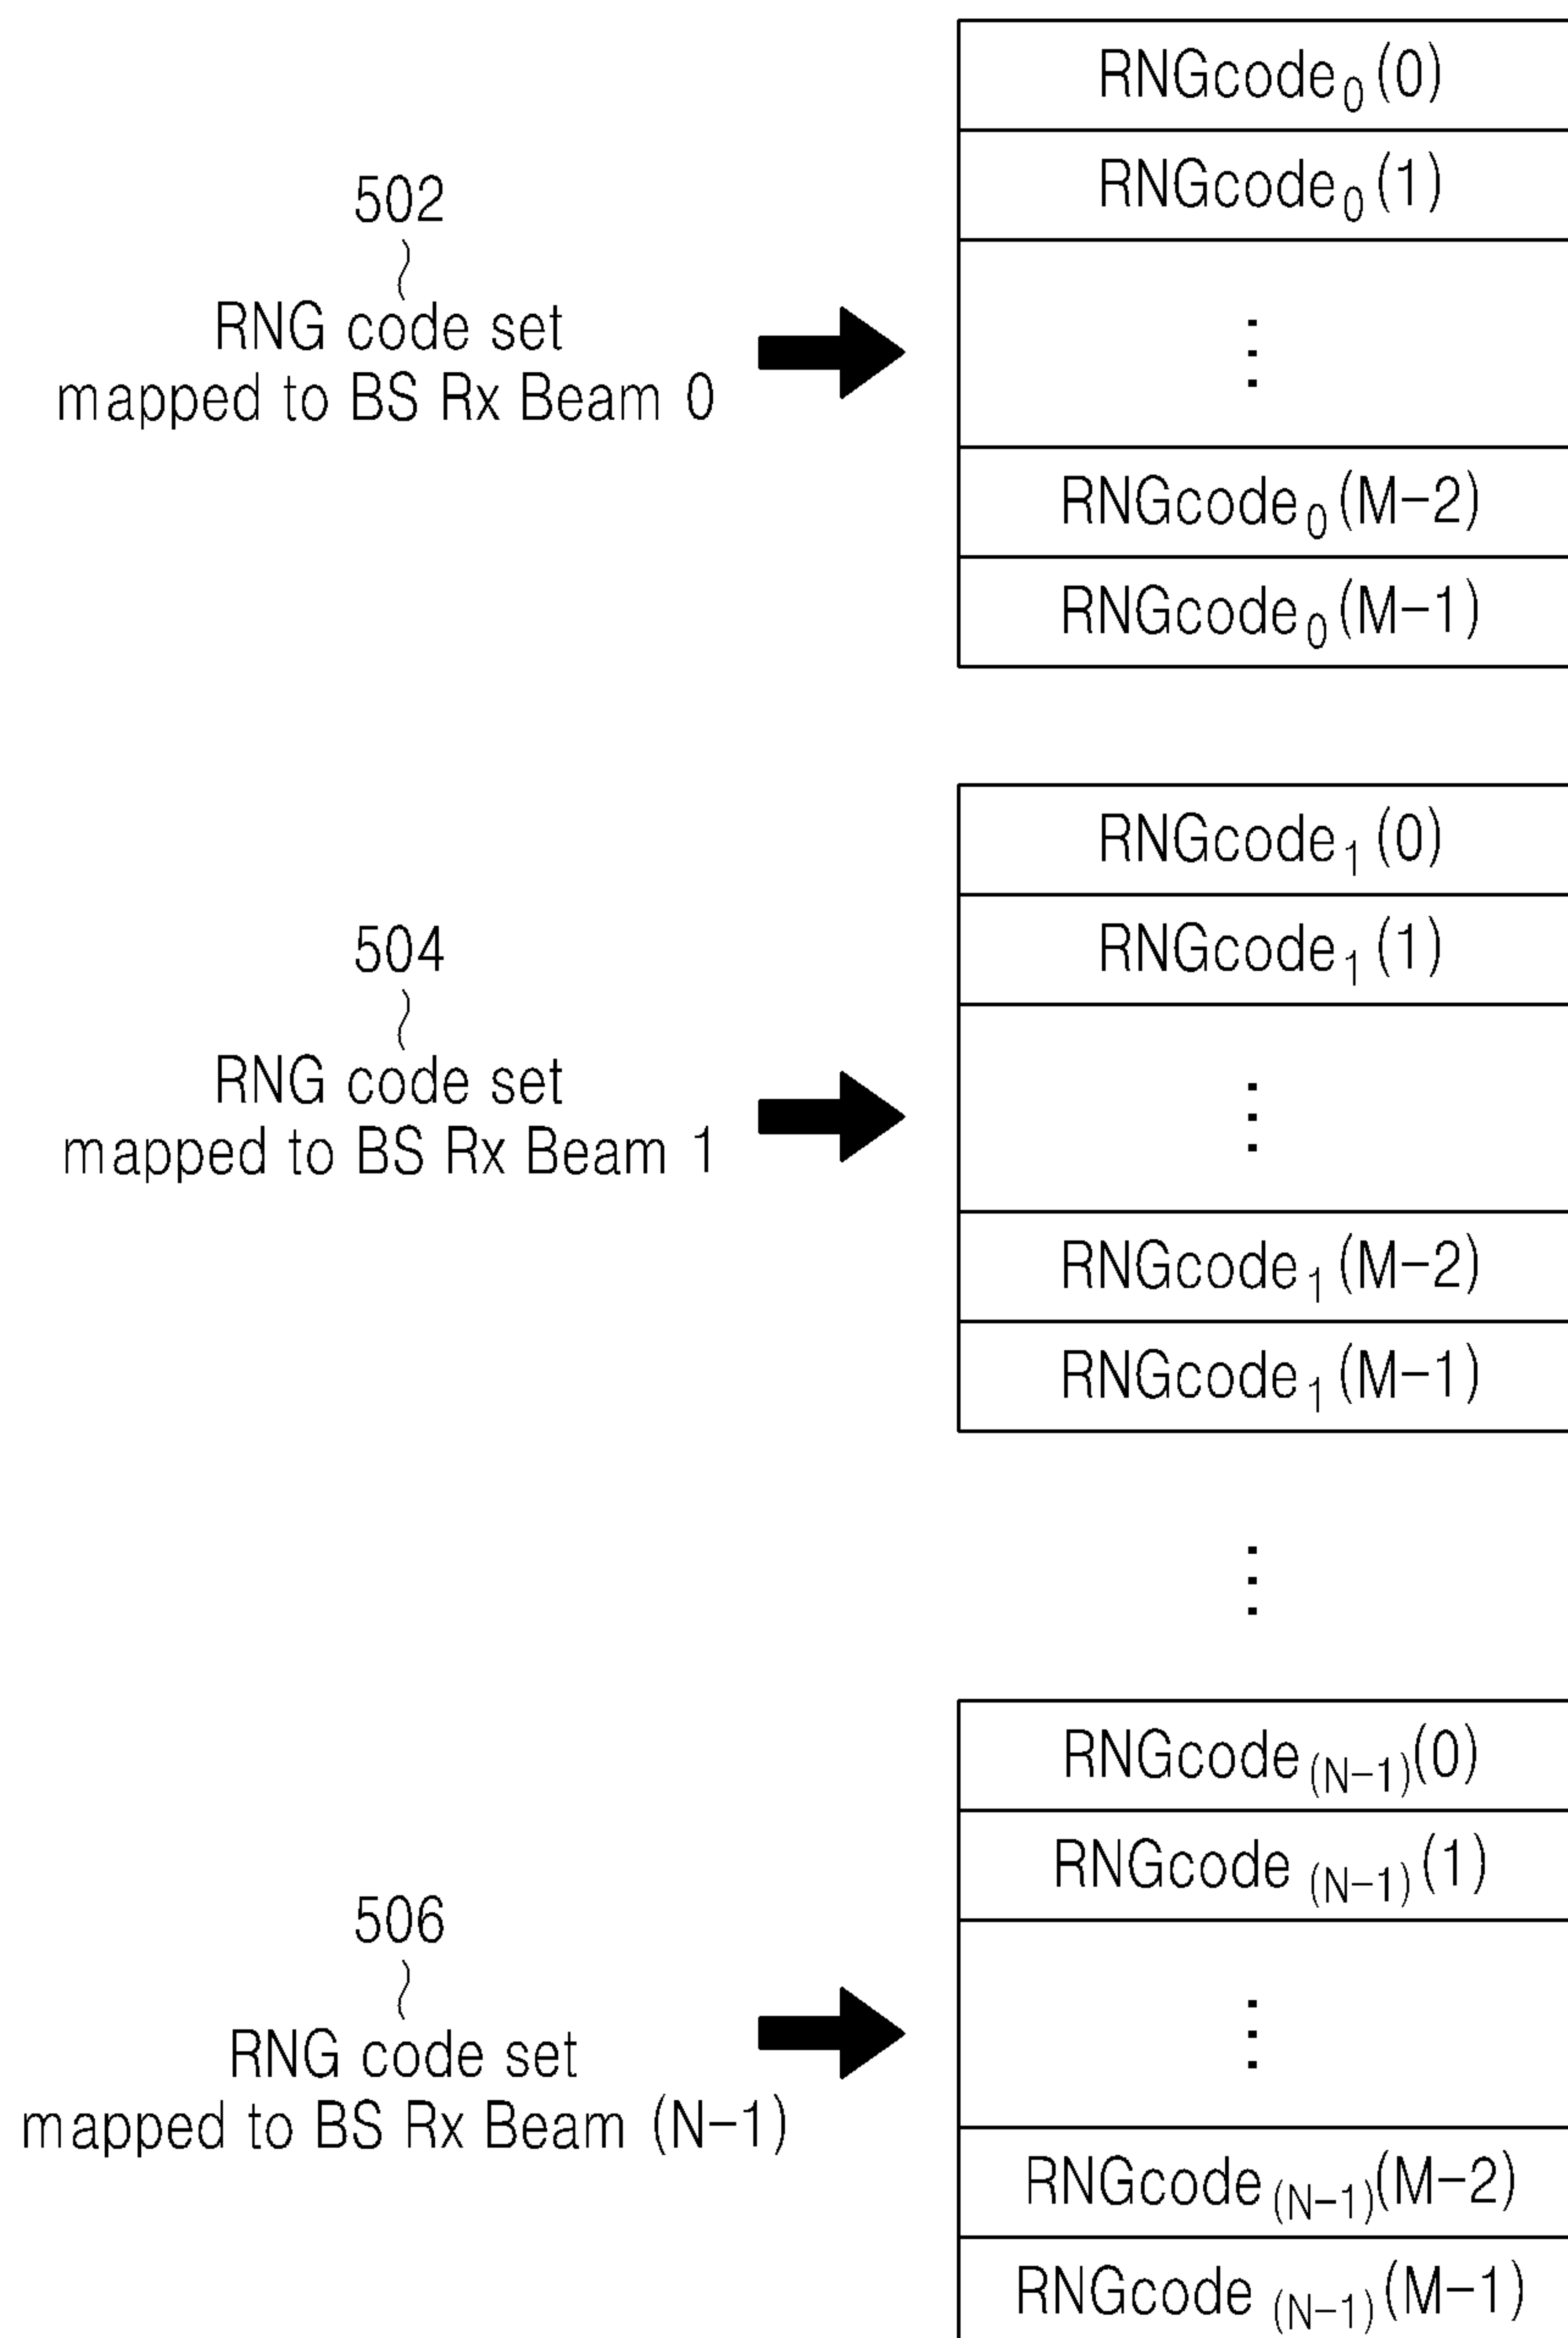 502
RNG code set
mapped to BS Rx Beam 0
RNGcode₀(0)
RNGcode₀(1)
⋮
RNGcode₀(M-2)
RNGcode₀(M-1)
504
RNG code set
mapped to BS Rx Beam 1
RNGcode₁(0)
RNGcode₁(1)
⋮
RNGcode₁(M-2)
RNGcode₁(M-1)
⋮
506
RNG code set
mapped to BS Rx Beam (N-1)
RNGcode₍N₋₁₎(0)
RNGcode ₍N₋₁₎(1)
⋮
RNGcode₍N₋₁₎(M-2)
RNGcode ₍N₋₁₎(M-1)